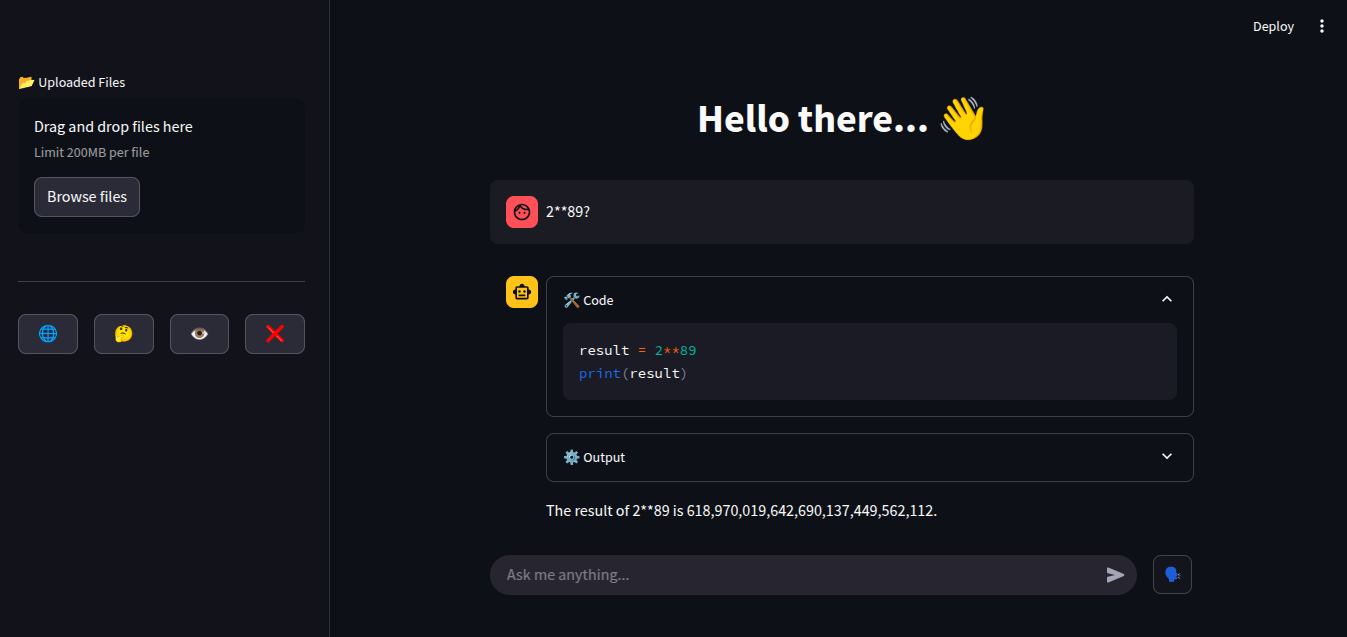 Deploy
📂 Uploaded Files
Drag and drop files here
Limit 200MB per file
Browse files
Hello there... 👋
2**89?
🛠️ Code
result = 2**89
print(result)
⚙️ Output
The result of 2**89 is 618,970,019,642,690,137,449,562,112.
Ask me anything...